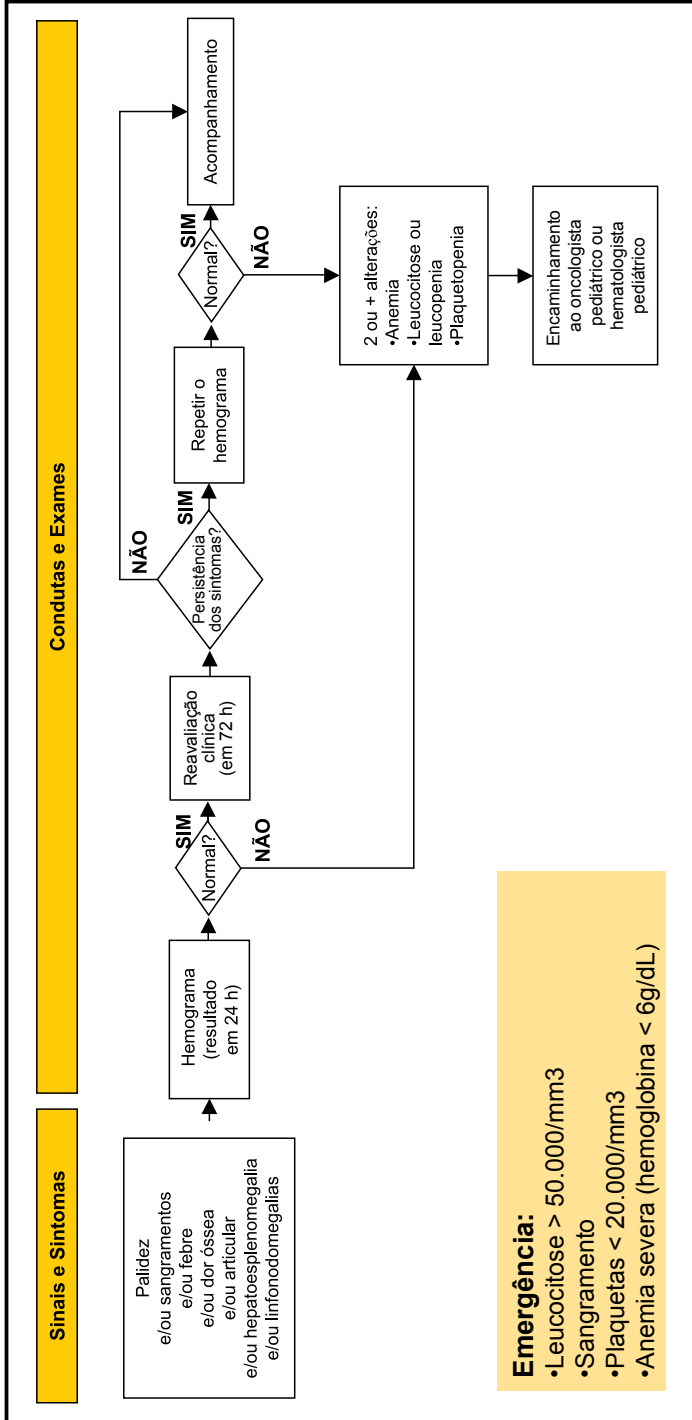 Sinais e Sintomas
Condutas e Exames
Palidez
e/ou sangramentos
e/ou febre
e/ou dor óssea
e/ou articular
e/ou hepatoesplenomegalia
e/ou linfonodomegalias
Hemograma
(resultado
em 24 h)
Normal?
SIM
NÃO
Reavaliação
clínica
(em 72 h)
Persistência
dos sintomas?
NÃO
SIM
Repetir o
hemograma
Normal?
SIM
NÃO
Acompanhamento
2 ou + alterações:
•Anemia
•Leucocitose ou
leucopenia
•Plaquetopenia
Encaminhamento
ao oncologista
pediátrico ou
hematologista
pediátrico
Emergência:
•Leucocitose > 50.000/mm3
•Sangramento
•Plaquetas < 20.000/mm3
•Anemia severa (hemoglobina < 6g/dL)